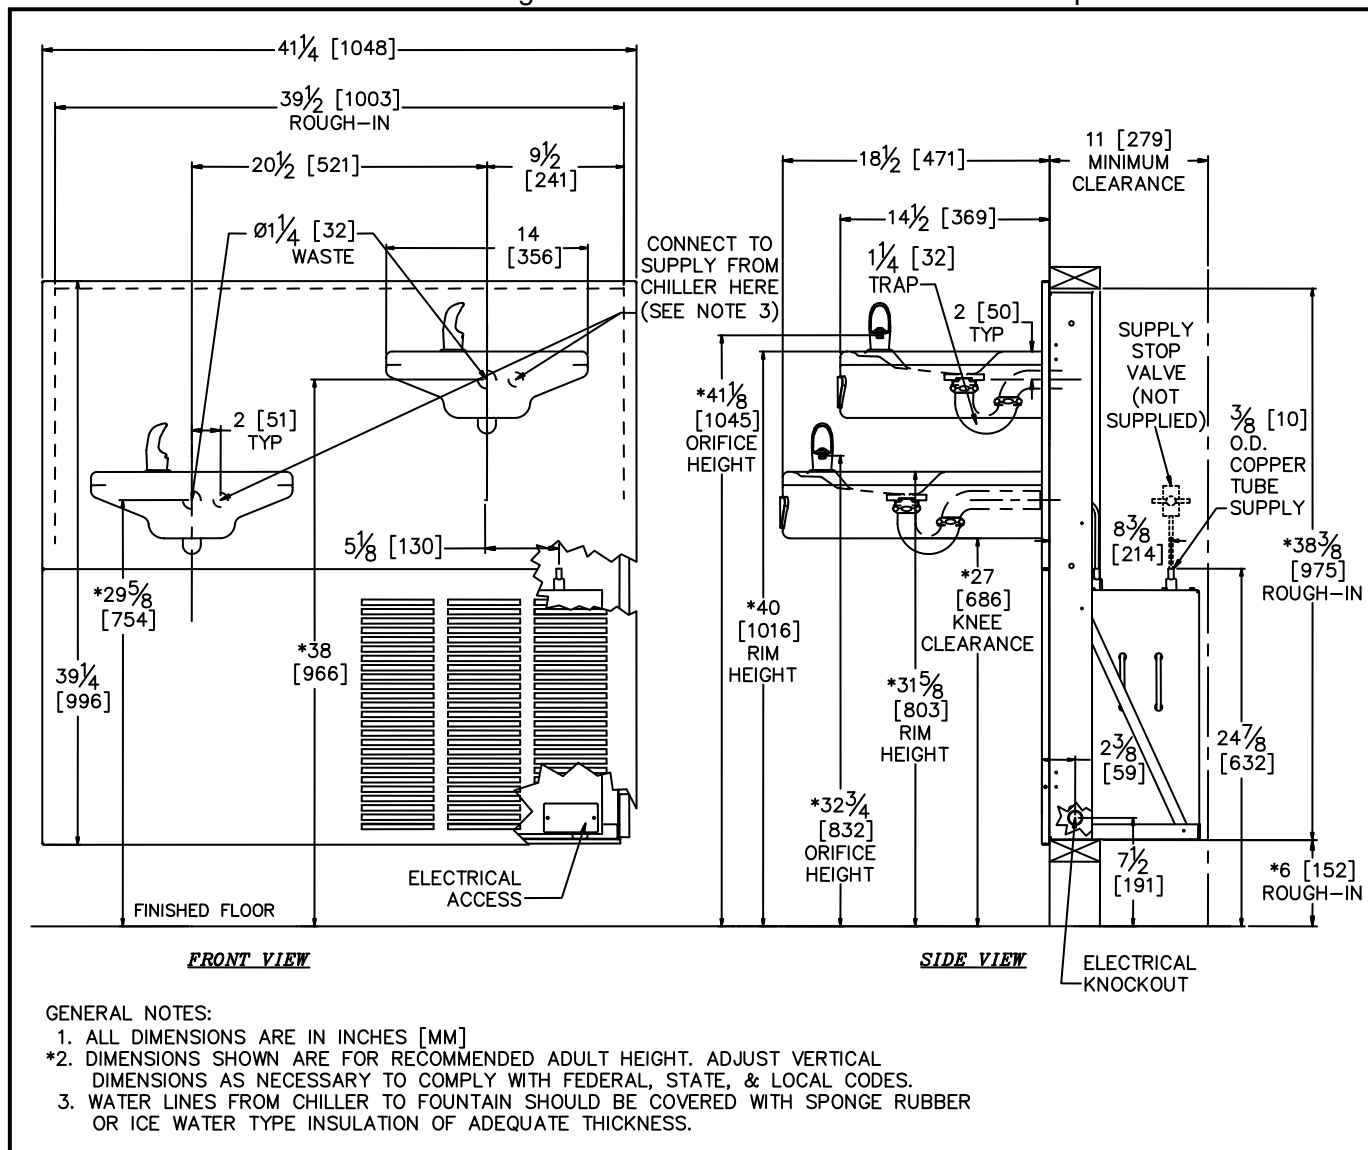 41¼ [1048]
39½ [1003]
ROUGH-IN
20½ [521]
9½
[241]
Ø1¼ [32]
WASTE
14
[356]
CONNECT TO
SUPPLY FROM
CHILLER HERE
(SEE NOTE 3)
2 [51]
TYP
5⅛ [130]
*29⅝
[754]
*38
[966]
39¼
[996]
ELECTRICAL
ACCESS
FINISHED FLOOR
FRONT VIEW
18½ [471]
11 [279]
MINIMUM
CLEARANCE
14½ [369]
1¼ [32]
TRAP
2 [50]
TYP
SUPPLY
STOP
VALVE
(NOT
SUPPLIED)
⅜ [10]
O.D.
COPPER
TUBE
SUPPLY
*41⅛
[1045]
ORIFICE
HEIGHT
8⅜
[214]
*38⅜
[975]
ROUGH-IN
*27
[686]
KNEE
CLEARANCE
*40
[1016]
RIM
HEIGHT
*31⅝
[803]
RIM
HEIGHT
2⅜
[59]
24⅞
[632]
*32¾
[832]
ORIFICE
HEIGHT
7½
[191]
*6 [152]
ROUGH-IN
SIDE VIEW
ELECTRICAL
KNOCKOUT
GENERAL NOTES:
1. ALL DIMENSIONS ARE IN INCHES [MM]
*2. DIMENSIONS SHOWN ARE FOR RECOMMENDED ADULT HEIGHT. ADJUST VERTICAL
DIMENSIONS AS NECESSARY TO COMPLY WITH FEDERAL, STATE, & LOCAL CODES.
3. WATER LINES FROM CHILLER TO FOUNTAIN SHOULD BE COVERED WITH SPONGE RUBBER
OR ICE WATER TYPE INSULATION OF ADEQUATE THICKNESS.